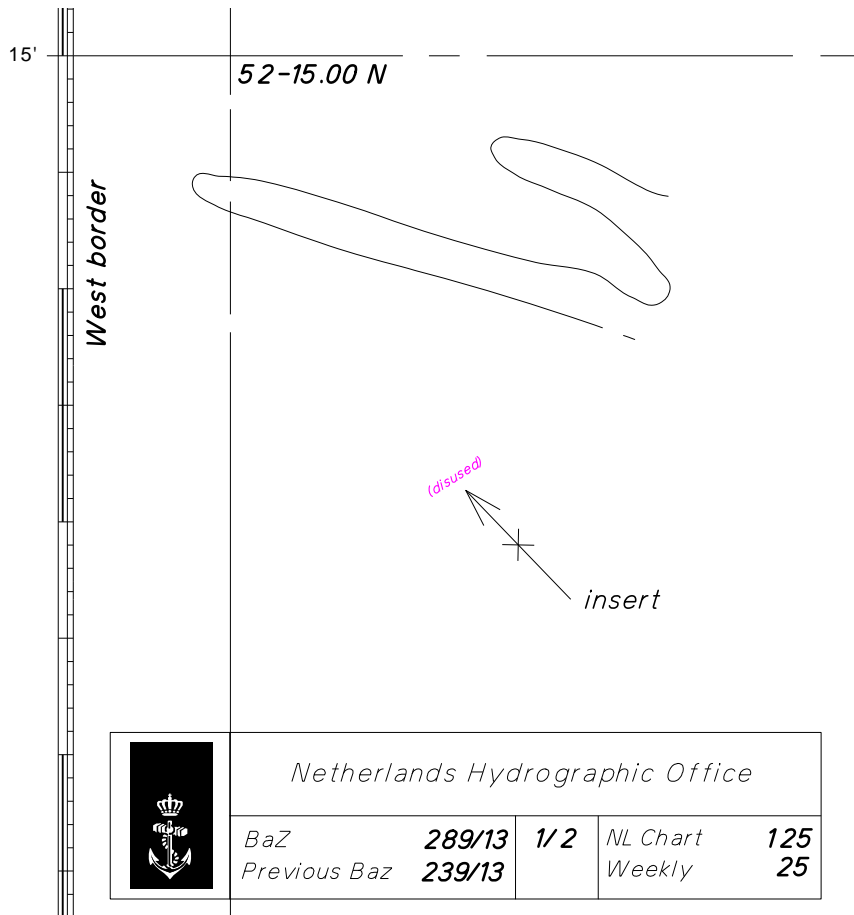 15'
52-15.00 N
West border
(disused)
insert
Netherlands Hydrographic Office
BaZ 289/13 1/2 NL Chart 125
Previous Baz 239/13 Weekly 25